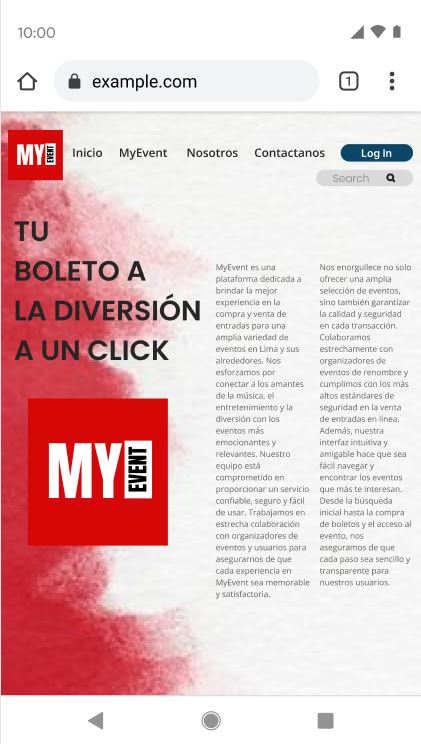 10:00
example.com
1
MY EVENT
Inicio MyEvent Nosotros Contactanos Log In
Search
TU
BOLETO A
LA DIVERSIÓN
A UN CLICK
MY EVENT
MyEvent es una
plataforma dedicada a
brindar la mejor
experiencia en la
compra y venta de
entradas para una
amplia variedad de
eventos en Lima y sus
alrededores. Nos
esforzamos por
conectar a los amantes
de la música, el
entretenimiento y la
diversión con los
eventos más
emocionantes y
relevantes. Nuestro
equipo está
comprometido en
proporcionar un servicio
confiable, seguro y fácil
de usar. Trabajamos en
estrecha colaboración
con organizadores de
eventos y usuarios para
asegurarnos de que
cada experiencia en
MyEvent sea memorable
y satisfactoria.
Nos enorgullece no solo
ofrecer una amplia
selección de eventos,
sino también garantizar
la calidad y seguridad
en cada transacción.
Colaboramos
estrechamente con
organizadores de
eventos de renombre y
cumplimos con los más
altos estándares de
seguridad en la venta
de entradas en línea.
Además, nuestra
interfaz intuitiva y
amigable hace que sea
fácil navegar y
encontrar los eventos
que más te interesan.
Desde la búsqueda
inicial hasta la compra
de boletos y el acceso al
evento, nos
aseguramos de que
cada paso sea sencillo y
transparente para
nuestros usuarios.